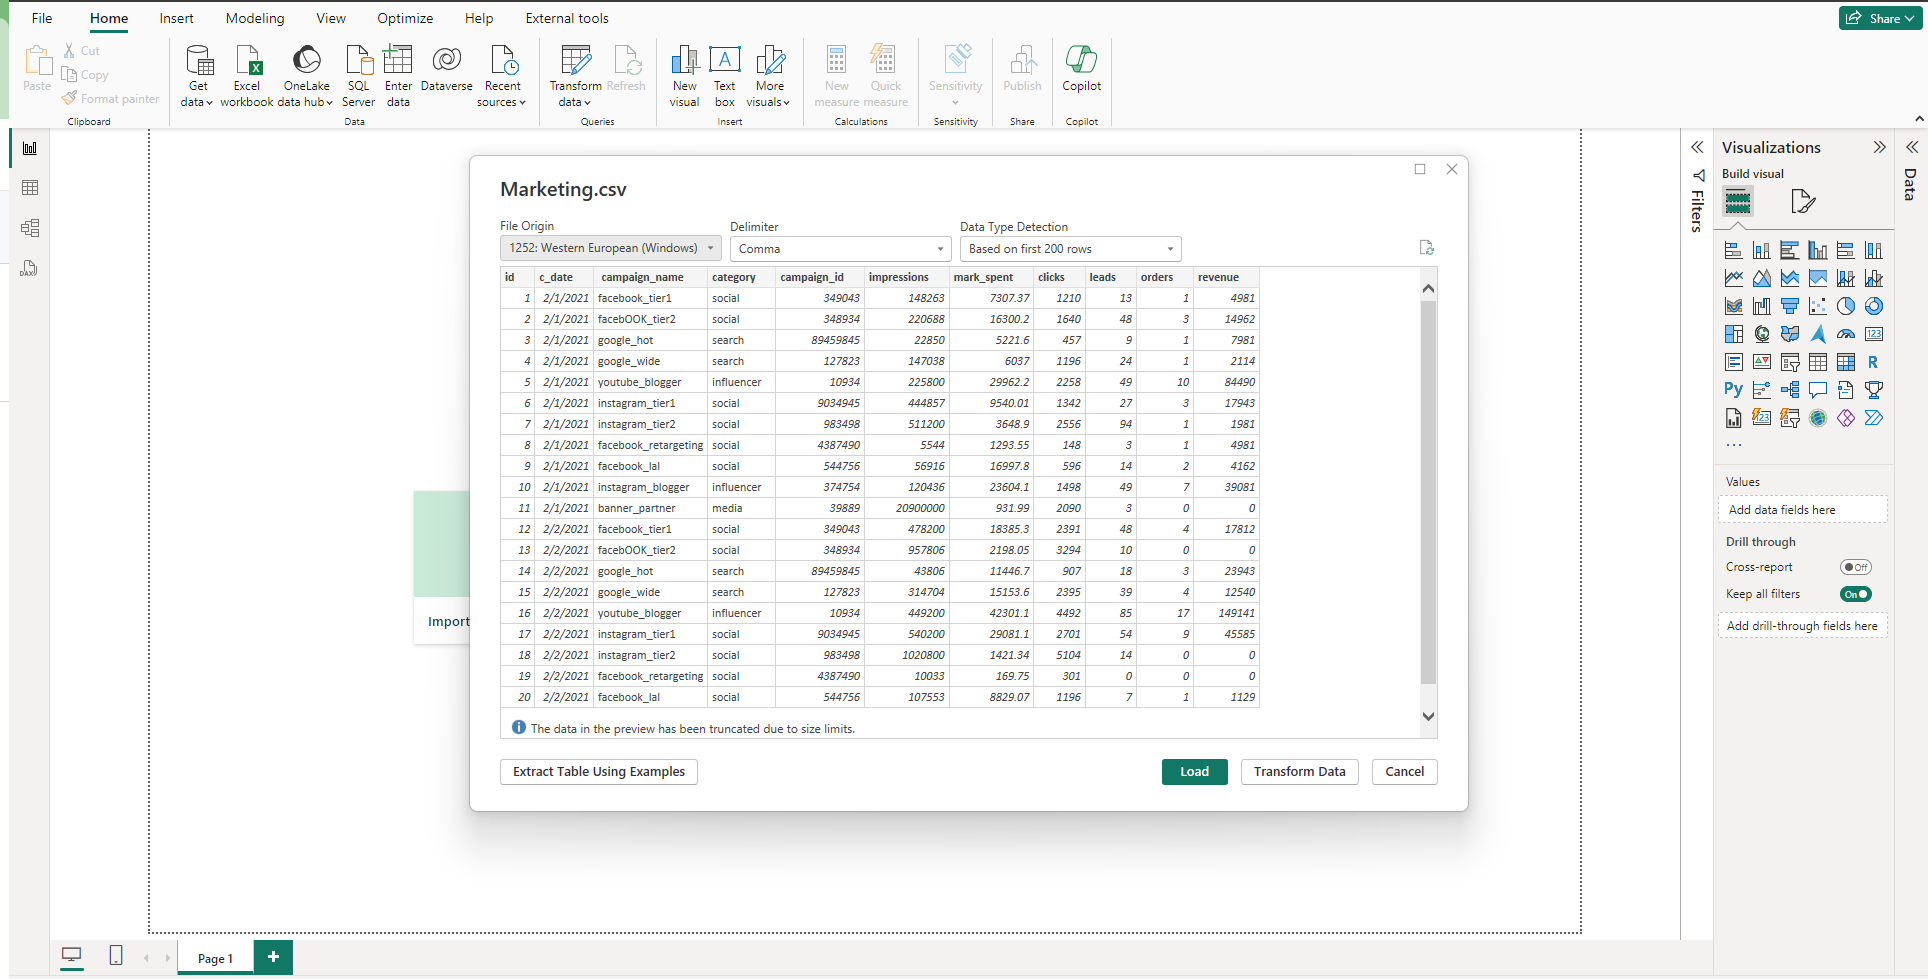 File Home Insert Modeling View Optimize Help External tools Share
Paste Cut
Copy
Format painter
Clipboard
Get data
Excel workbook
OneLake data hub
SQL Server
Enter data
Dataverse
Recent sources
Data
Transform data
Refresh
Queries
New visual
Text box
More visuals
Insert
New measure
Quick measure
Calculations
Sensitivity
Sensitivity
Publish
Share
Copilot
Copilot
Marketing.csv
File Origin Delimiter Data Type Detection
1252: Western European (Windows) Comma Based on first 200 rows
id c_date campaign_name category campaign_id impressions mark_spent clicks leads orders revenue
1 2/1/2021 facebook_tier1 social 349043 148263 7307.37 1210 13 1 4981
2 2/1/2021 facebOOK_tier2 social 348934 220688 16300.2 1640 48 3 14962
3 2/1/2021 google_hot search 89459845 22850 5221.6 457 9 1 7981
4 2/1/2021 google_wide search 127823 147038 6037 1196 24 1 2114
5 2/1/2021 youtube_blogger influencer 10934 225800 29962.2 2258 49 10 84490
6 2/1/2021 instagram_tier1 social 9034945 444857 9540.01 1342 27 3 17943
7 2/1/2021 instagram_tier2 social 983498 511200 3648.9 2556 94 1 1981
8 2/1/2021 facebook_retargeting social 4387490 5544 1293.55 148 3 1 4981
9 2/1/2021 facebook_lal social 544756 56916 16997.8 596 14 2 4162
10 2/1/2021 instagram_blogger influencer 374754 120436 23604.1 1498 49 7 39081
11 2/1/2021 banner_partner media 39889 20900000 931.99 2090 3 0 0
12 2/2/2021 facebook_tier1 social 349043 478200 18385.3 2391 48 4 17812
13 2/2/2021 facebOOK_tier2 social 348934 957806 2198.05 3294 10 0 0
14 2/2/2021 google_hot search 89459845 43806 11446.7 907 18 3 23943
15 2/2/2021 google_wide search 127823 314704 15153.6 2395 39 4 12540
16 2/2/2021 youtube_blogger influencer 10934 449200 42301.1 4492 85 17 149141
17 2/2/2021 instagram_tier1 social 9034945 540200 29081.1 2701 54 9 45585
18 2/2/2021 instagram_tier2 social 983498 1020800 1421.34 5104 14 0 0
19 2/2/2021 facebook_retargeting social 4387490 10033 169.75 301 0 0 0
20 2/2/2021 facebook_lal social 544756 107553 8829.07 1196 7 1 1129
The data in the preview has been truncated due to size limits.
Extract Table Using Examples Load Transform Data Cancel
Import
DAX
Filters
Visualizations
Build visual
123
R
Py
123
Values
Add data fields here
Drill through
Cross-report Off
Keep all filters On
Add drill-through fields here
Data
Page 1